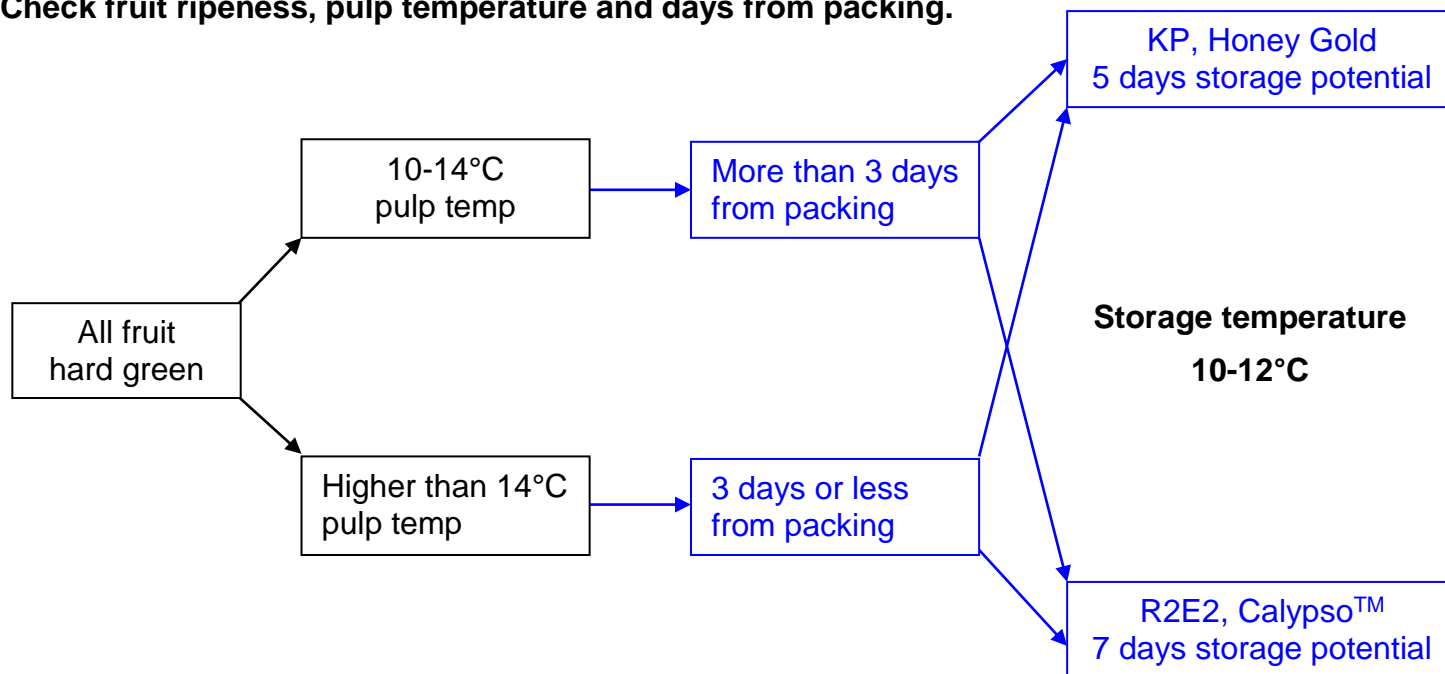 Check fruit ripeness, pulp temperature and days from packing.
KP, Honey Gold
5 days storage potential
10-14°C
pulp temp
More than 3 days
from packing
All fruit
hard green
Storage temperature
10-12°C
Higher than 14°C
pulp temp
3 days or less
from packing
R2E2, Calypso™
7 days storage potential